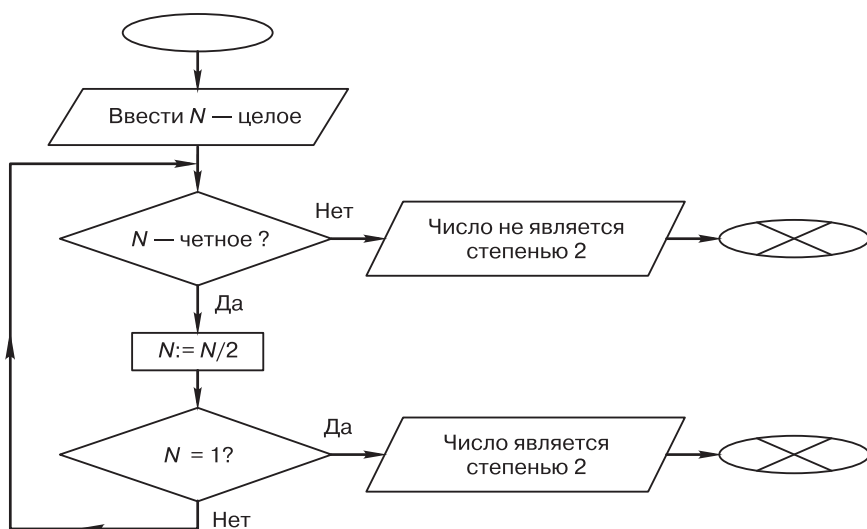 Ввести N — целое
N — четное ?
Нет
Число не является
степенью 2
Да
N:= N/2
N = 1?
Да
Число является
степенью 2
Нет